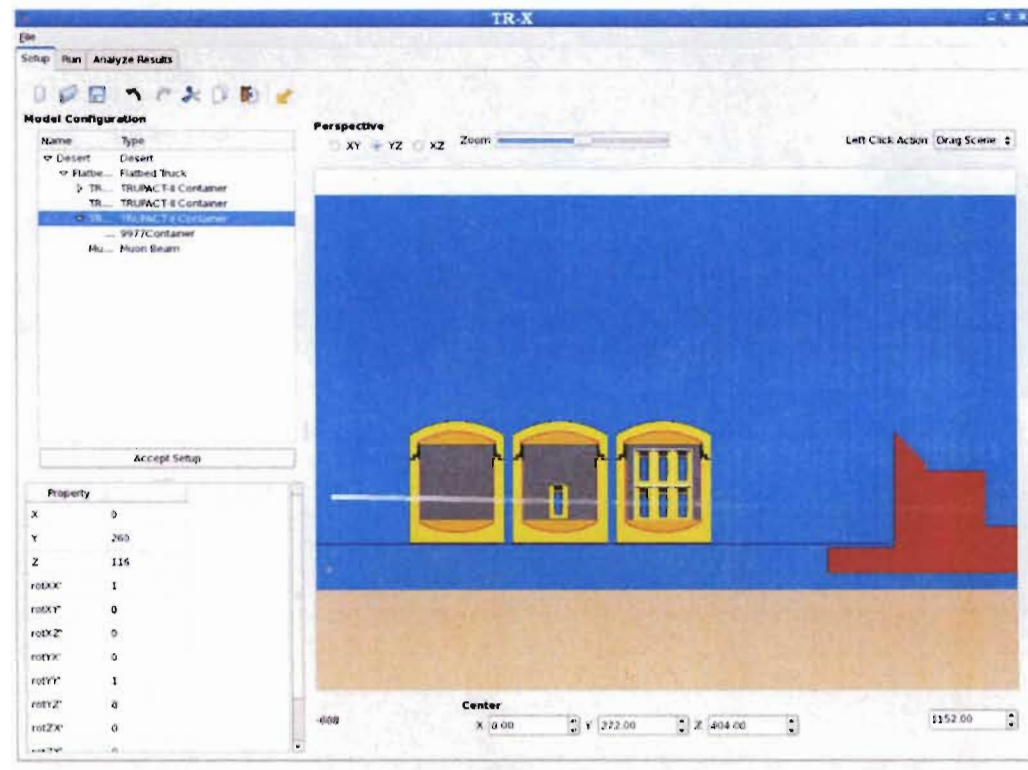 TR-X
File
Setup Run Analyze Results
Model Configuration
Name Type
Desert Desert
Flatbe... Flatbed Truck
TR... TRUPACT-II Container
TR... TRUPACT-II Container
TR... TRUPACT-II Container
... 9977Container
Mu... Muon Beam
Accept Setup
Property
X 0
Y 260
Z 116
rotXX' 1
rotXY' 0
rotXZ' 0
rotYX' 0
rotYY' 1
rotYZ' 0
rotZX' 0
rotZY' 0
Perspective
XY YZ XZ Zoom
Left Click Action Drag Scene
-608
Center
X 0.00 Y 272.00 Z 404.00
1152.00